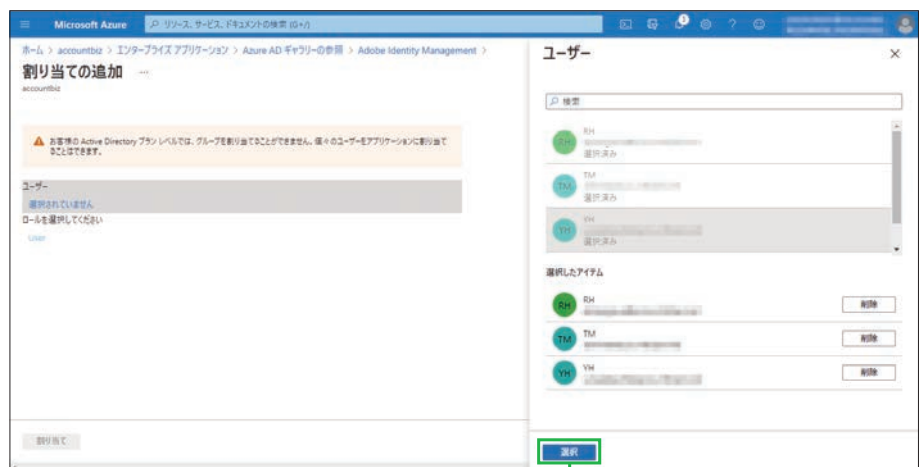 Microsoft Azure
リソース、サービス、ドキュメントの検索 (G+/)
1
ホーム > accountbiz > エンタープライズ アプリケーション > Azure AD ギャラリーの参照 > Adobe Identity Management >
割り当ての追加 …
accountbiz
お客様の Active Directory プラン レベルでは、グループを割り当てることができません。個々のユーザーをアプリケーションに割り当て
ることはできます。
ユーザー
選択されていません
ロールを選択してください
User
割り当て
ユーザー
検索
RH
RH
選択済み
TM
TM
選択済み
YH
YH
選択済み
選択したアイテム
RH
RH
削除
TM
TM
削除
YH
YH
削除
選択